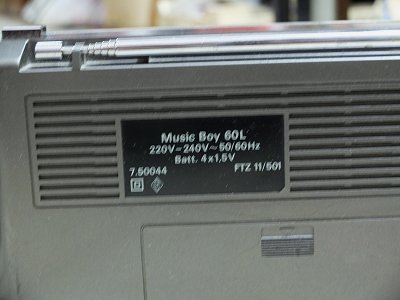 Music Boy 60L
220V~240V~50/60Hz
Batt. 4x1,5V
7.50044 FTZ 11/501